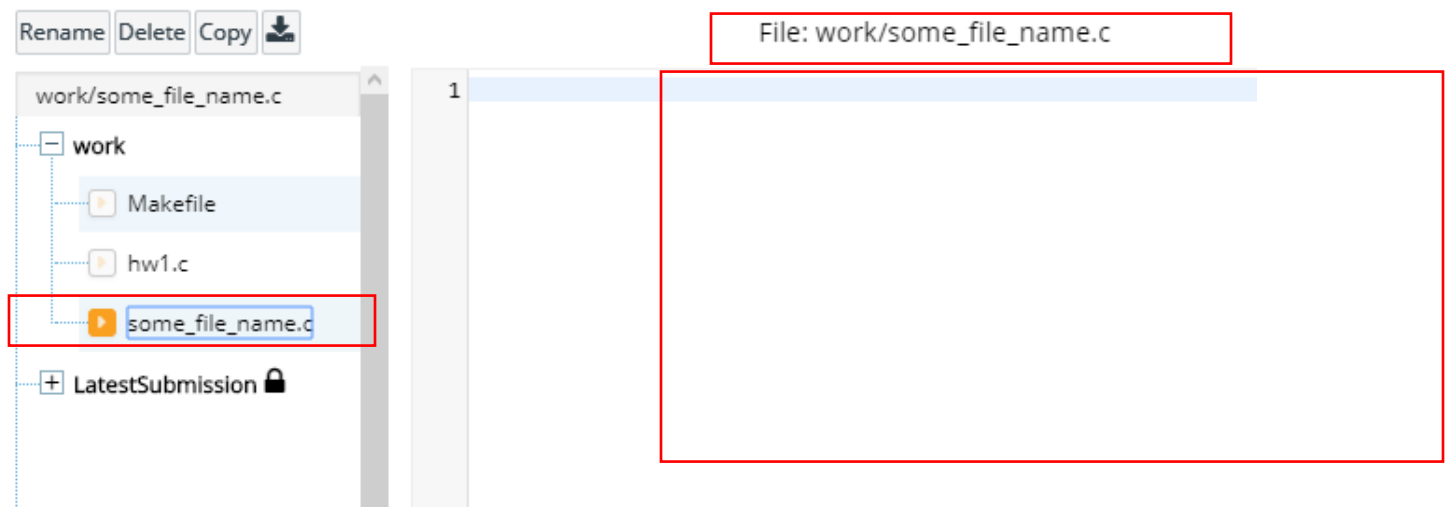 Rename Delete Copy
File: work/some_file_name.c
work/some_file_name.c
1
work
Makefile
hw1.c
some_file_name.c
LatestSubmission